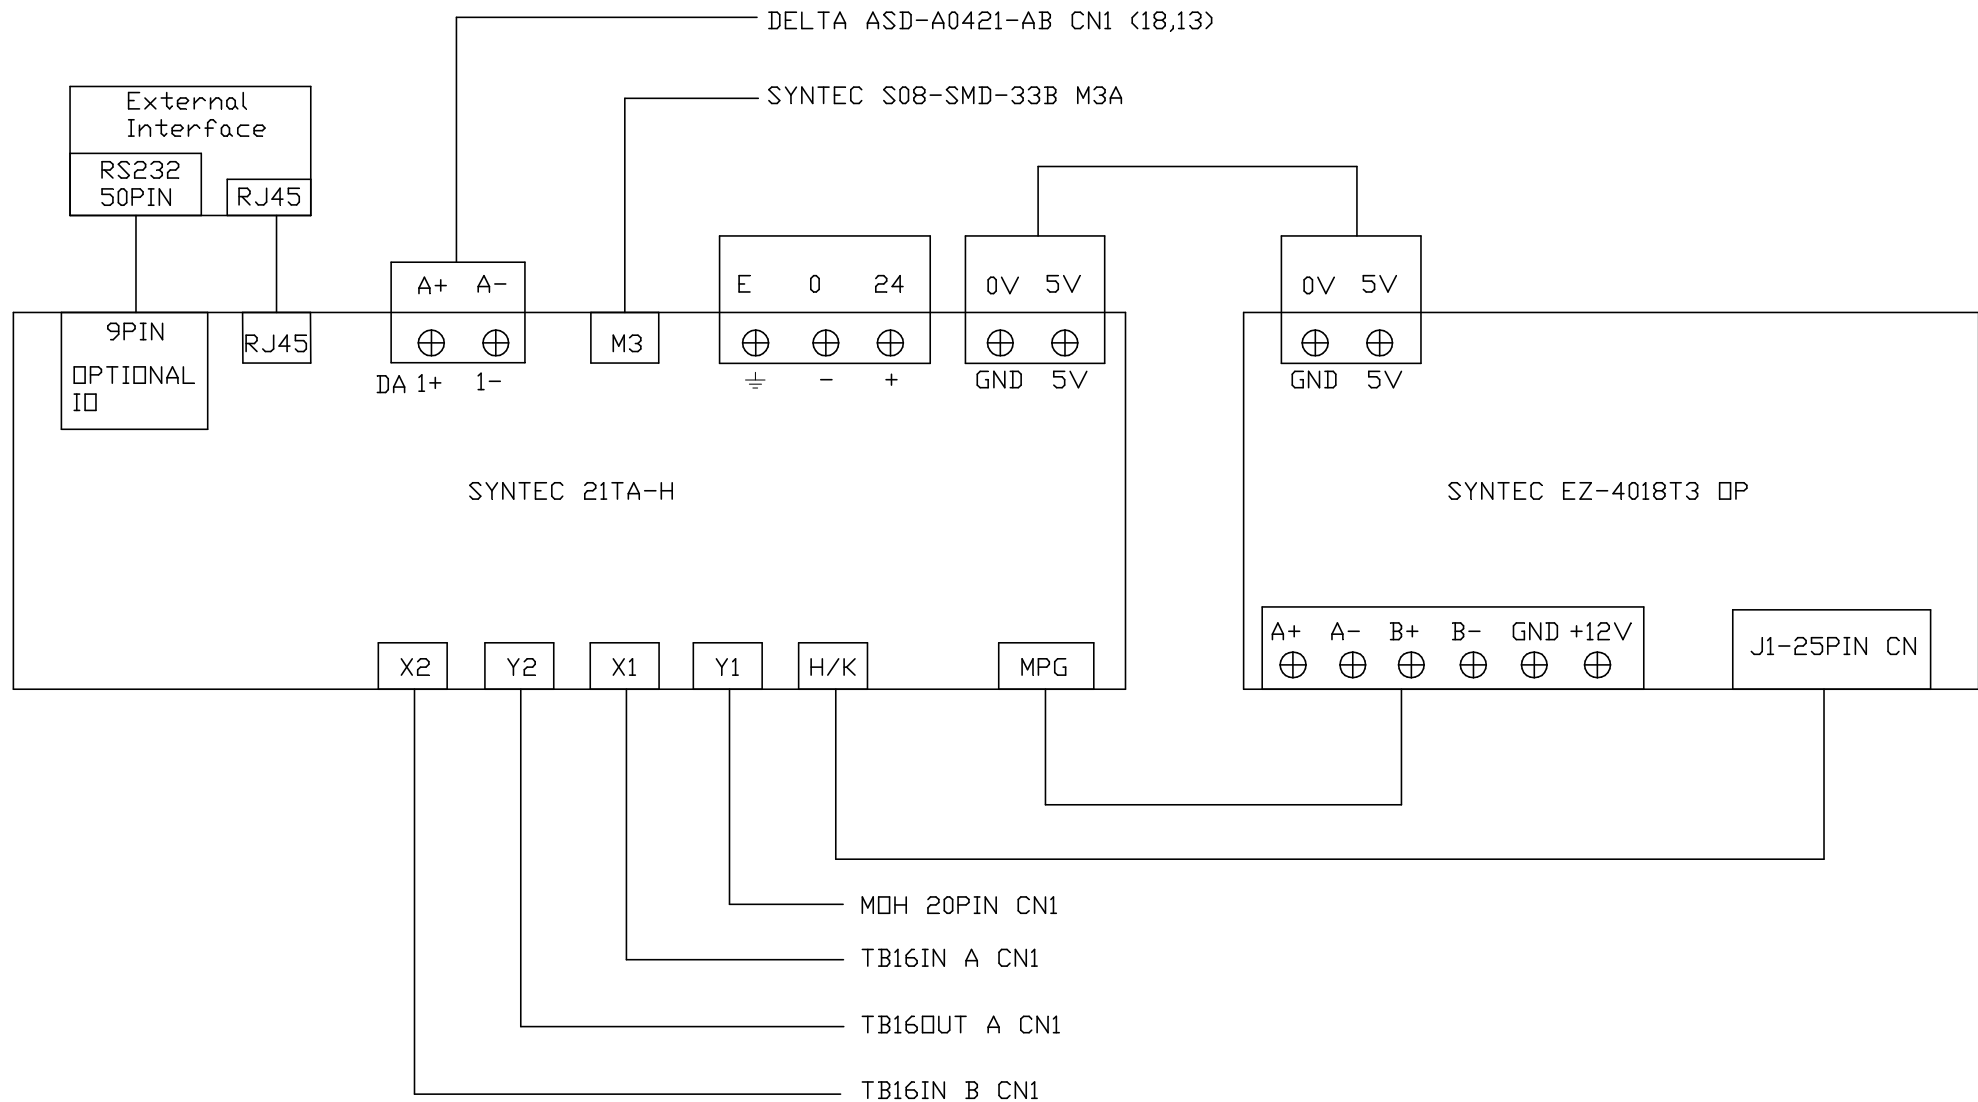 DELTA ASD-A0421-AB CN1 (18,13)
SYNTEC S08-SMD-33B M3A
External
Interface
RS232
50PIN
RJ45
A+ A-
E 0 24
0V 5V
0V 5V
9PIN
OPTIONAL
IO
RJ45
M3
DA 1+ 1-
- +
GND 5V
GND 5V
SYNTEC 21TA-H
SYNTEC EZ-4018T3 OP
A+ A- B+ B- GND +12V
J1-25PIN CN
X2 Y2 X1 Y1 H/K MPG
MOH 20PIN CN1
TB16IN A CN1
TB16OUT A CN1
TB16IN B CN1